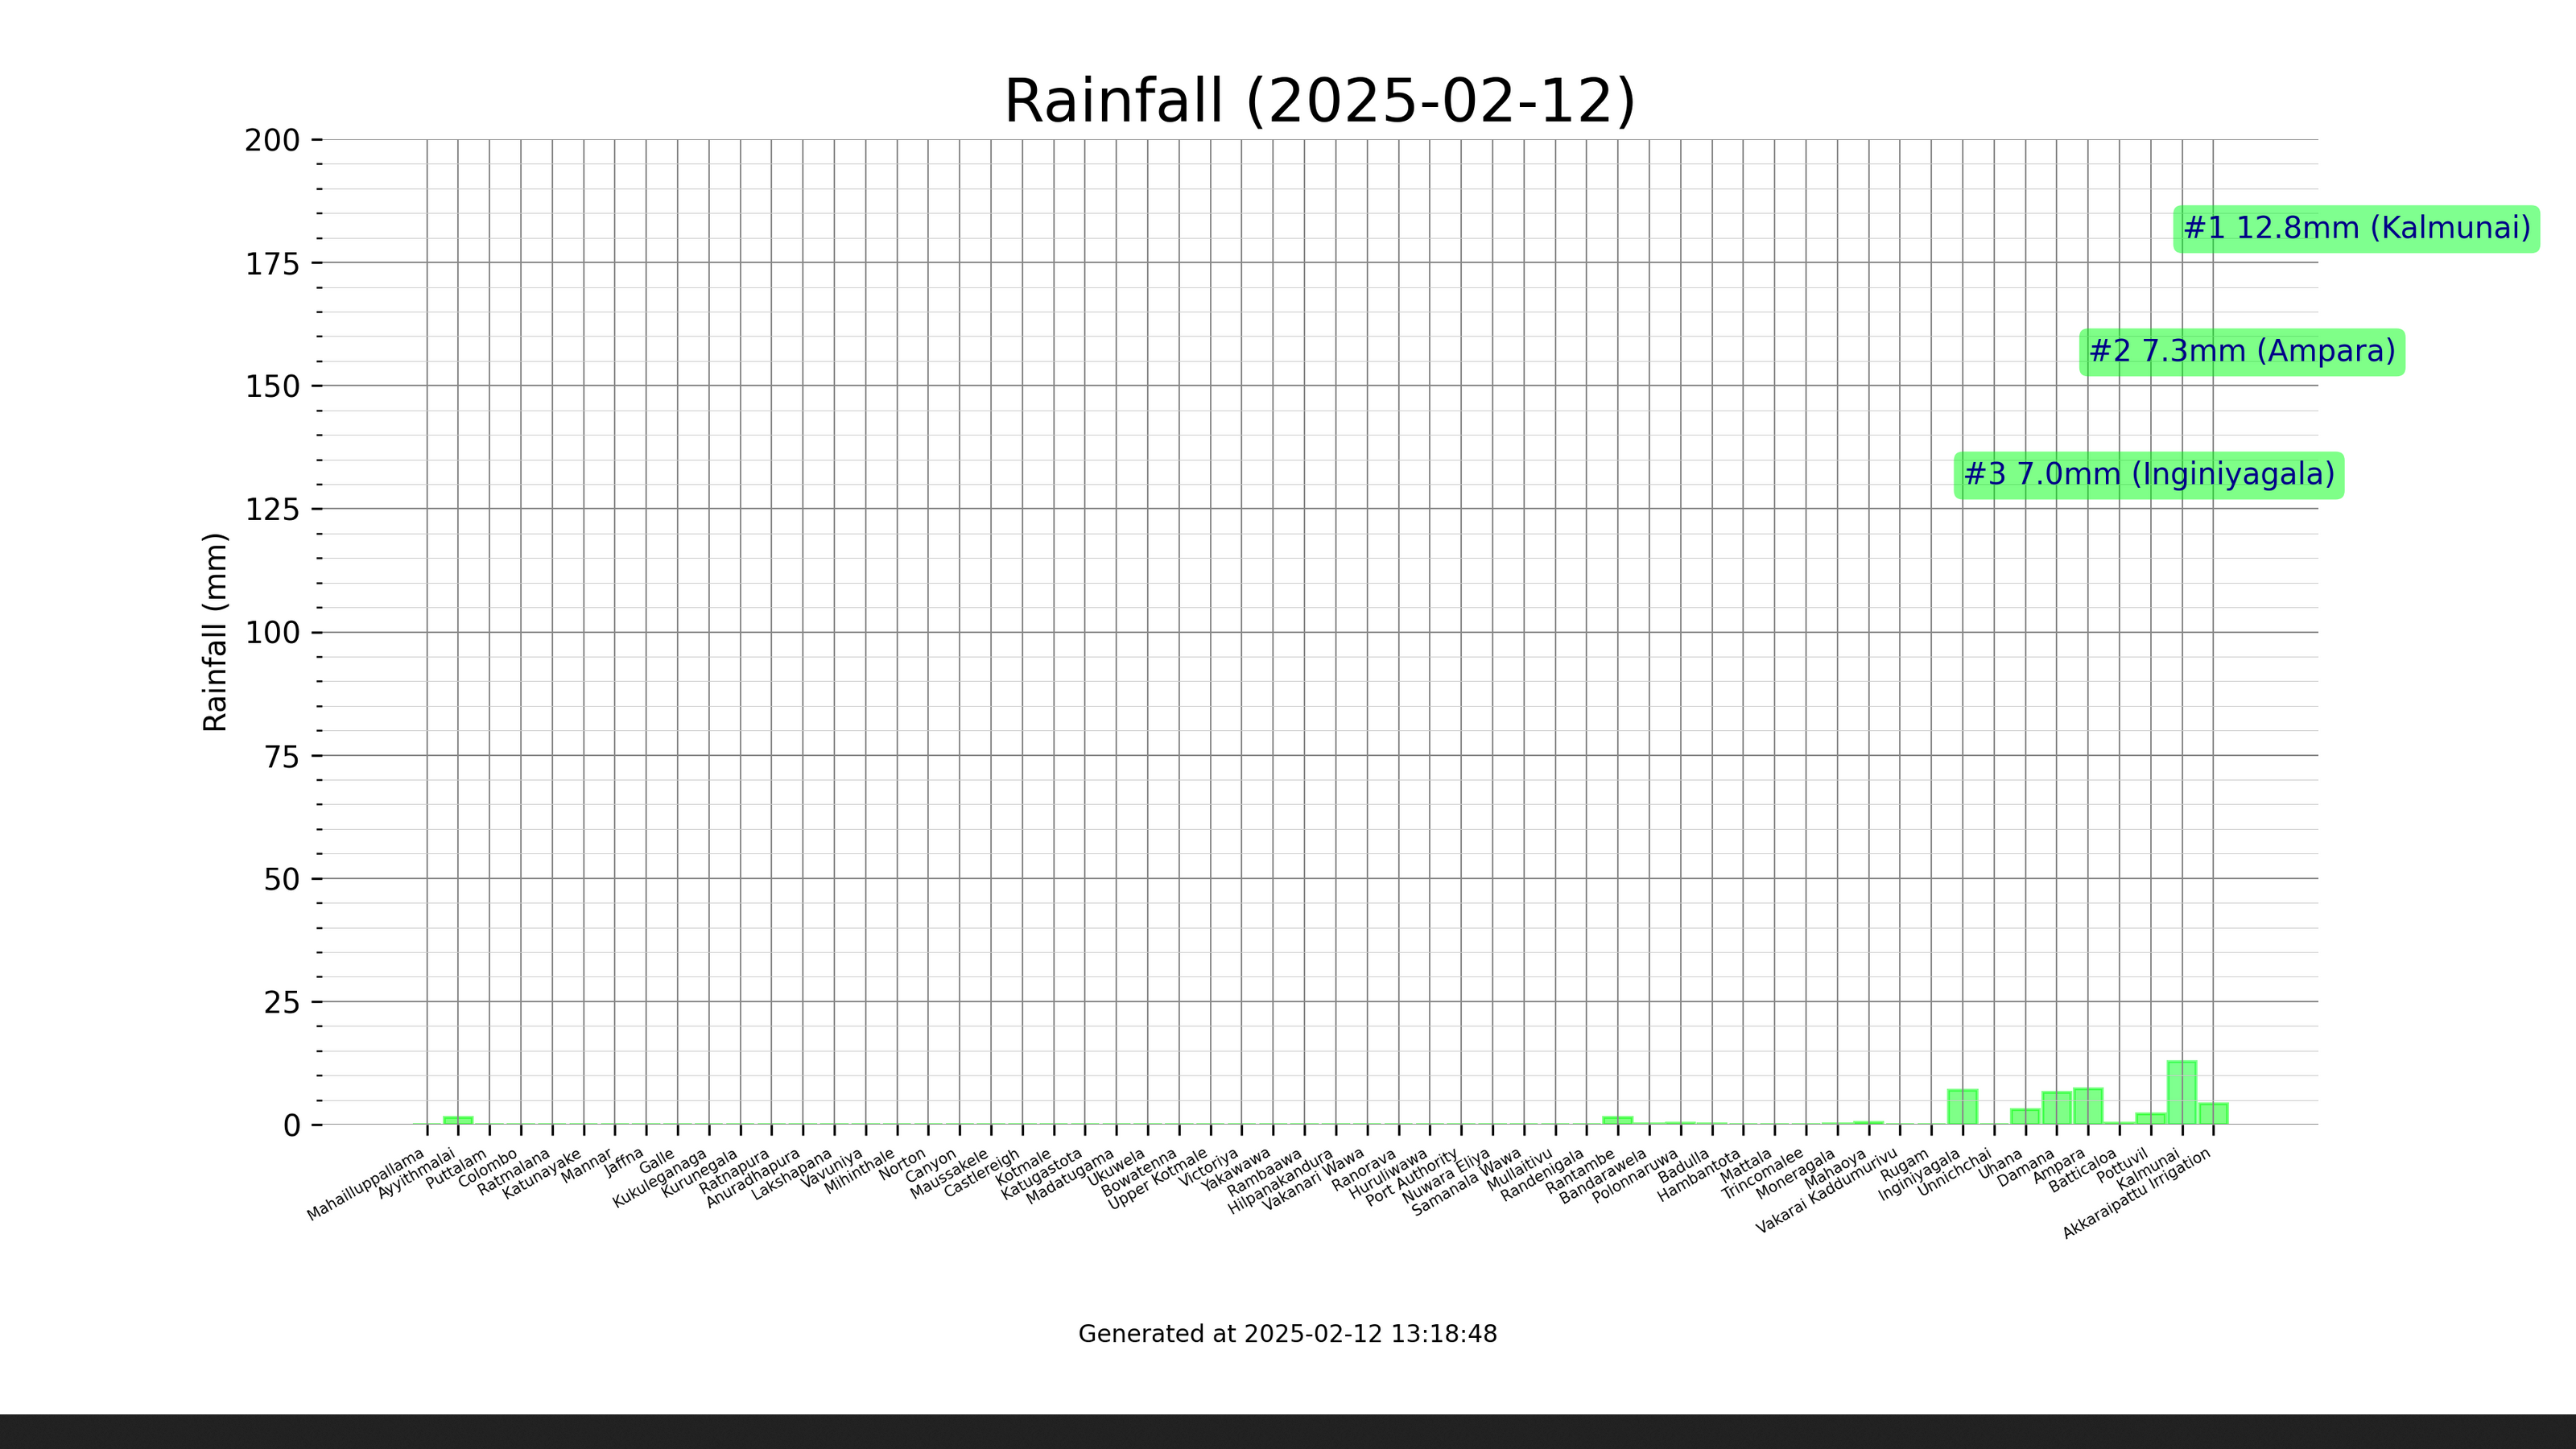 Rainfall (2025-02-12)
200
175
150
125
100
75
50
25
0
Rainfall (mm)
#1 12.8mm (Kalmunai)
#2 7.3mm (Ampara)
#3 7.0mm (Inginiyagala)
Mahailluppallama
Ayyithmalai
Puttalam
Colombo
Ratmalana
Katunayake
Mannar
Jaffna
Galle
Kukuleganaga
Kurunegala
Ratnapura
Anuradhapura
Lakshapana
Vavuniya
Mihinthale
Norton
Canyon
Maussakele
Castlereigh
Kotmale
Katugastota
Madatugama
Ukuwela
Bowatenna
Upper Kotmale
Victoriya
Yakawawa
Rambaawa
Hilpanakandura
Vakanari Wawa
Ranorava
Huruliwawa
Port Authority
Nuwara Eliya
Samanala Wawa
Mullaitivu
Randenigala
Rantambe
Bandarawela
Polonnaruwa
Badulla
Hambantota
Mattala
Trincomalee
Moneragala
Mahaoya
Vakarai Kaddumurivu
Rugam
Inginiyagala
Unnichchai
Uhana
Damana
Ampara
Batticaloa
Pottuvil
Kalmunai
Akkaraipattu Irrigation
Generated at 2025-02-12 13:18:48